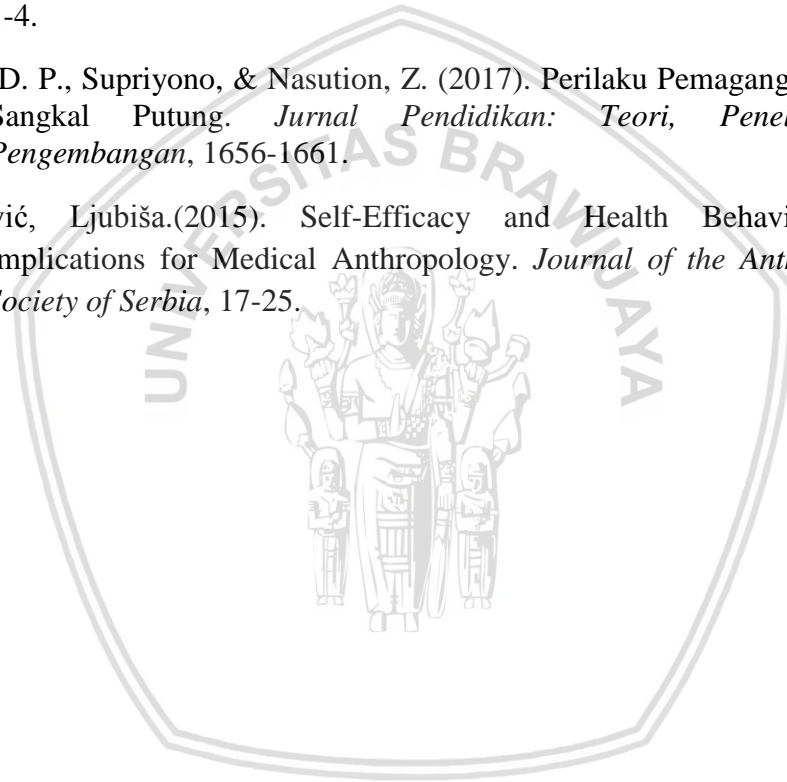 -4.
D. P., Supriyono, & Nasution, Z. (2017). Perilaku Pemagang
Sangkal Putung. Jurnal Pendidikan: Teori, Penel
Pengembangan, 1656-1661.
vić, Ljubiša.(2015). Self-Efficacy and Health Behavi
mplications for Medical Anthropology. Journal of the Anth
Society of Serbia, 17-25.
UNIVERSITAS BRAWIJAYA